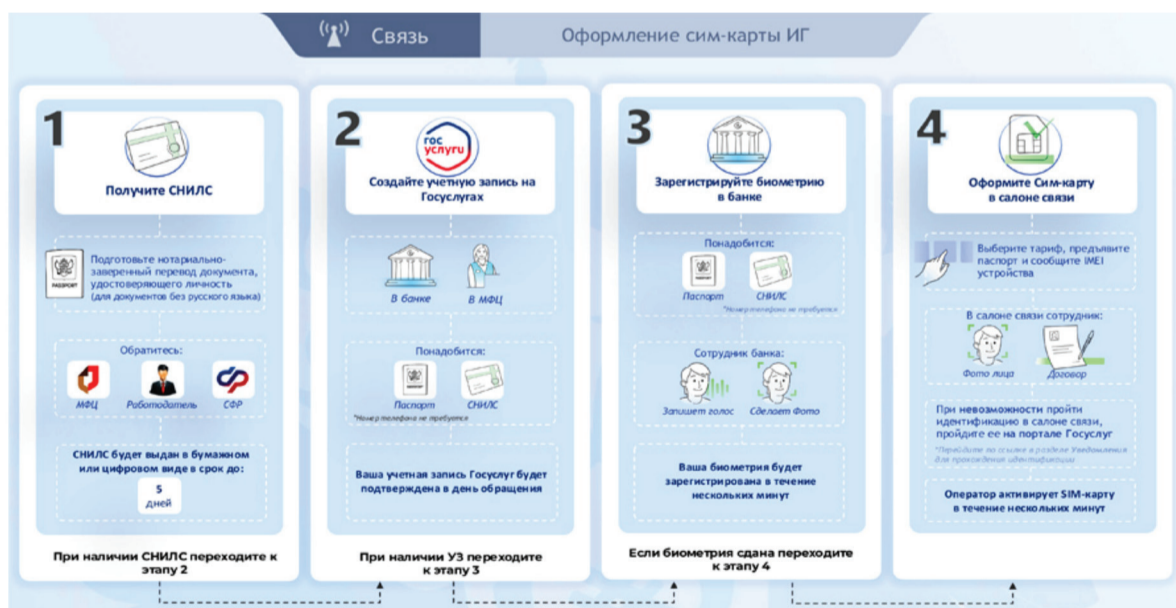 Связь
Оформление сим-карты ИГ
1
Получите СНИЛС
Подготовьте нотариально-
заверенный перевод документа,
удостоверяющего личность
(для документов без русского языка)
PASSPORT
Обратитесь:
МФЦ
Работодатель
СФР
СНИЛС будет выдан в бумажном
или цифровом виде в срок до:
5
дней
При наличии СНИЛС переходите к
этапу 2
2
гос
услуги
Создайте учетную запись на
Госуслугах
В банке
В МФЦ
Понадобится:
Паспорт
СНИЛС
*Номер телефона не требуется
Ваша учетная запись Госуслуг будет
подтверждена в день обращения
При наличии УЗ переходите
к этапу 3
3
Зарегистрируйте биометрию
в банке
Понадобится:
Паспорт
СНИЛС
*Номер телефона не требуется
Сотрудник банка:
Запишет голос
Сделает Фото
Ваша биометрия будет
зарегистрирована в течение
нескольких минут
Если биометрия сдана переходите
к этапу 4
4
Оформите Сим-карту
в салоне связи
Выберите тариф, предъявите
паспорт и сообщите IMEI
устройства
В салоне связи сотрудник:
Фото лица
Договор
При невозможности пройти
идентификацию в салоне связи,
пройдите ее на портале Госуслуг
*Перейдите по ссылке в разделе Уведомления
для прохождения идентификации
Оператор активирует SIM-карту
в течение нескольких минут